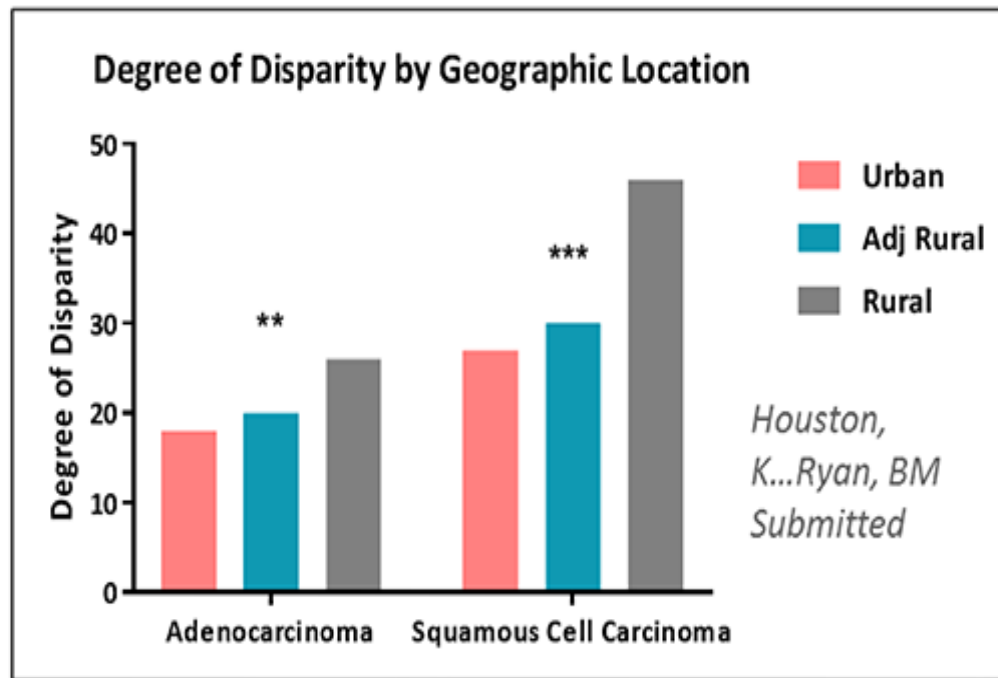 Degree of Disparity by Geographic Location
Degree of Disparity
50
40
30
20
10
0
**
***
Adenocarcinoma
Squamous Cell Carcinoma
Urban
Adj Rural
Rural
Houston,
K...Ryan, BM
Submitted